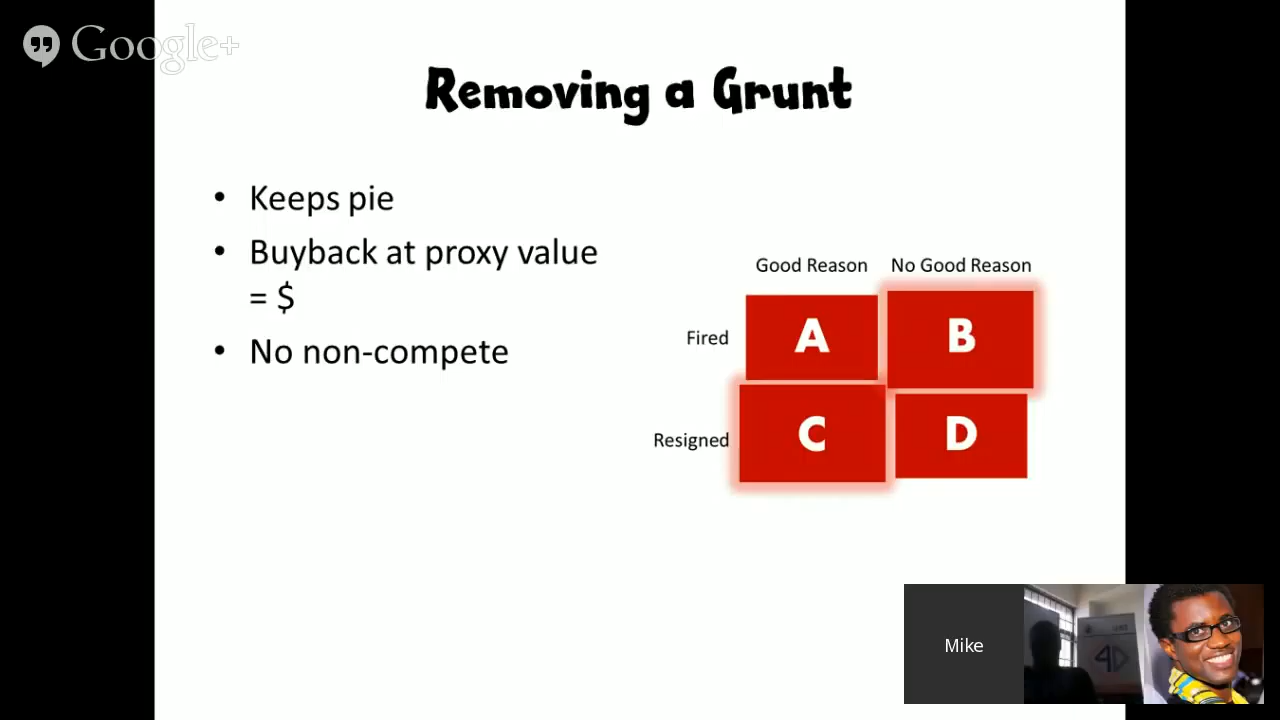 Google+
Removing a Grunt
• Keeps pie
• Buyback at proxy value
= $
• No non-compete
Good Reason No Good Reason
Fired A B
Resigned C D
Mike
4D